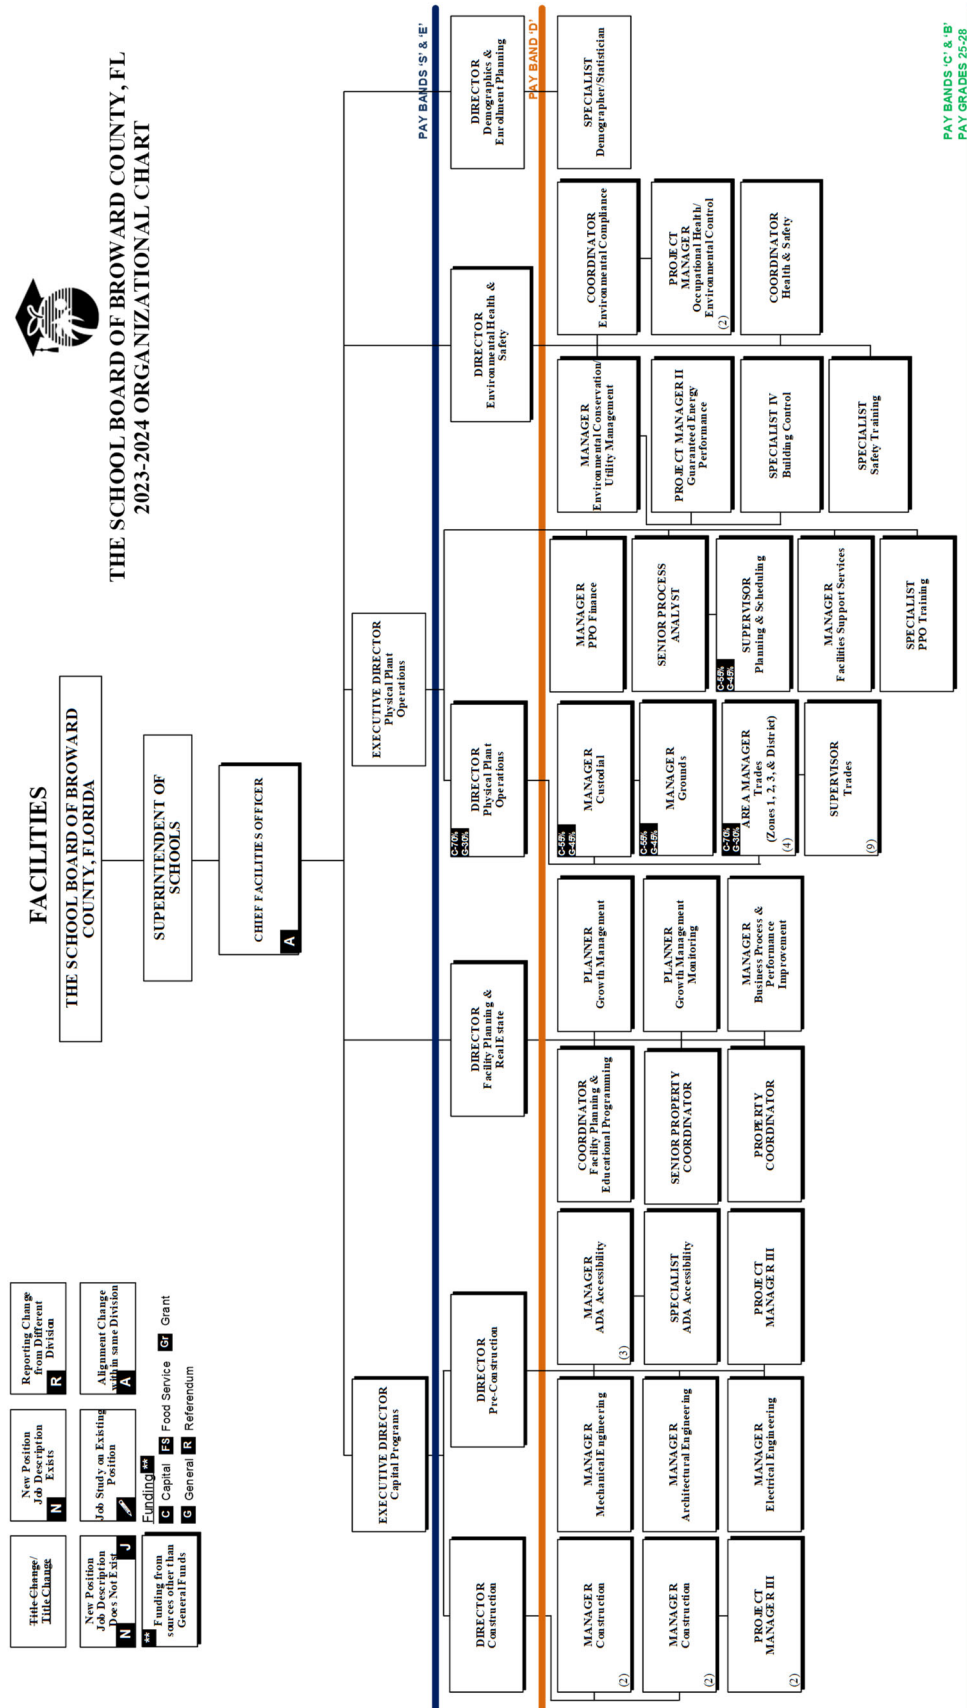 FACILITIES
THE SCHOOL BOARD OF BROWARD COUNTY, FL
2023-2024 ORGANIZATIONAL CHART
Title Change/
Title Change
New Position
Job Description
Exists
N
Reporting Change
from Different
Division
R
New Position
Job Description
Does Not Exist
N
J
Job Study on Existing
Position
Alignment Change
within same Division
A
**
Funding from
sources other than
General Funds
Funding **
C Capital FS Food Service Gr Grant
G General R Referendum
THE SCHOOL BOARD OF BROWARD
COUNTY, FLORIDA
SUPERINTENDENT OF
SCHOOLS
CHIEF FACILITIES OFFICER
A
EXECUTIVE DIRECTOR
Capital Programs
EXECUTIVE DIRECTOR
Physical Plant
Operations
PAY BANDS 'S' & 'E'
DIRECTOR
Construction
DIRECTOR
Pre-Construction
DIRECTOR
Facility Planning &
Real Estate
DIRECTOR
Physical Plant
Operations
C-70%
G-30%
DIRECTOR
Environmental Health &
Safety
DIRECTOR
Demographics &
Enrollment Planning
PAY BAND 'D'
MANAGER
Construction
(2)
MANAGER
Construction
(2)
PROJECT
MANAGER III
(2)
MANAGER
Mechanical Engineering
MANAGER
Architectural Engineering
MANAGER
Electrical Engineering
MANAGER
ADA Accessibility
(3)
SPECIALIST
ADA Accessibility
PROJECT
MANAGER III
COORDINATOR
Facility Planning &
Educational Programming
SENIOR PROPERTY
COORDINATOR
PROPERTY
COORDINATOR
PLANNER
Growth Management
PLANNER
Growth Management
Monitoring
MANAGER
Business Process &
Performance
Improvement
C-55%
G-45%
MANAGER
Custodial
C-55%
G-45%
MANAGER
Grounds
C-70%
G-30%
AREA MANAGER
Trades
(Zones 1, 2, 3, & District)
(4)
SUPERVISOR
Trades
(9)
MANAGER
PPO Finance
SENIOR PROCESS
ANALYST
C-55%
G-45%
SUPERVISOR
Planning & Scheduling
MANAGER
Facilities Support Services
SPECIALIST
PPO Training
MANAGER
Environmental Conservation/
Utility Management
PROJECT MANAGER II
Guaranteed Energy
Performance
SPECIALIST IV
Building Control
SPECIALIST
Safety Training
COORDINATOR
Environmental Compliance
PROJECT
MANAGER
Occupational Health/
Environmental Control
(2)
COORDINATOR
Health & Safety
SPECIALIST
Demographer/Statistician
PAY BANDS 'C' & 'B'
PAY GRADES 25-28